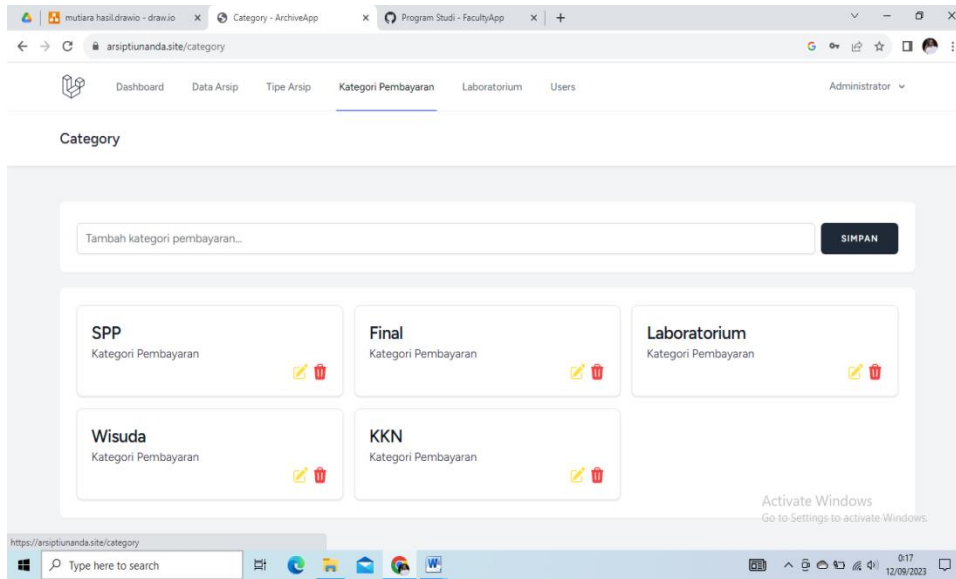 mutiara hasil.drawio - draw.io
Category - ArchiveApp
Program Studi - FacultyApp
arsiptiunanda.site/category
Dashboard Data Arsip Tipe Arsip Kategori Pembayaran Laboratorium Users Administrator
Category
Tambah kategori pembayaran... SIMPAN
SPP
Kategori Pembayaran
Final
Kategori Pembayaran
Laboratorium
Kategori Pembayaran
Wisuda
Kategori Pembayaran
KKN
Kategori Pembayaran
Activate Windows
Go to Settings to activate Windows.
https://arsiptiunanda.site/category
Type here to search
0:17
12/09/2023